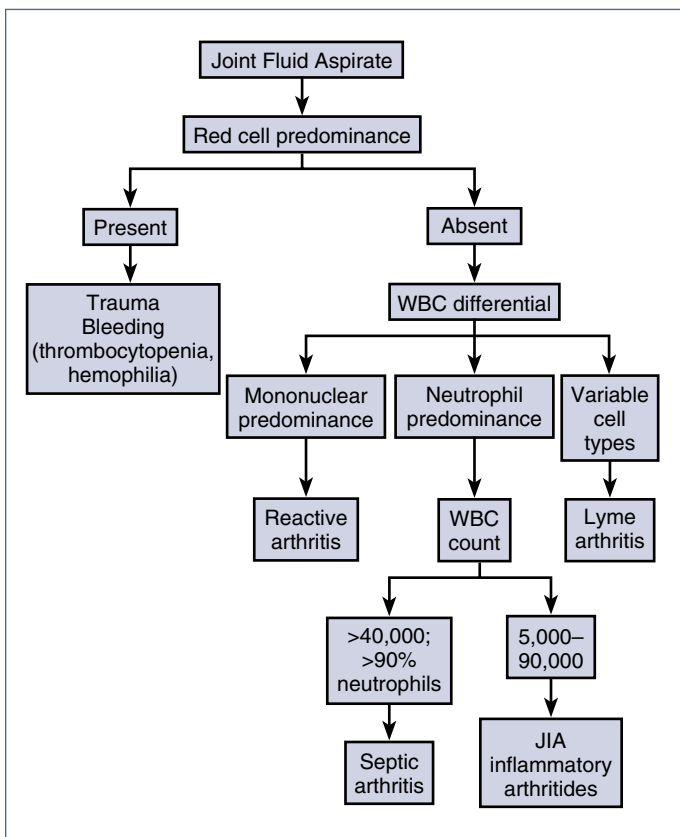 Joint Fluid Aspirate
Red cell predominance
Present
Absent
Trauma
Bleeding
(thrombocytopenia,
hemophilia)
WBC differential
Mononuclear
predominance
Neutrophil
predominance
Variable
cell
types
Reactive
arthritis
WBC
count
Lyme
arthritis
>40,000;
>90%
neutrophils
5,000–
90,000
Septic
arthritis
JIA
inflammatory
arthritides